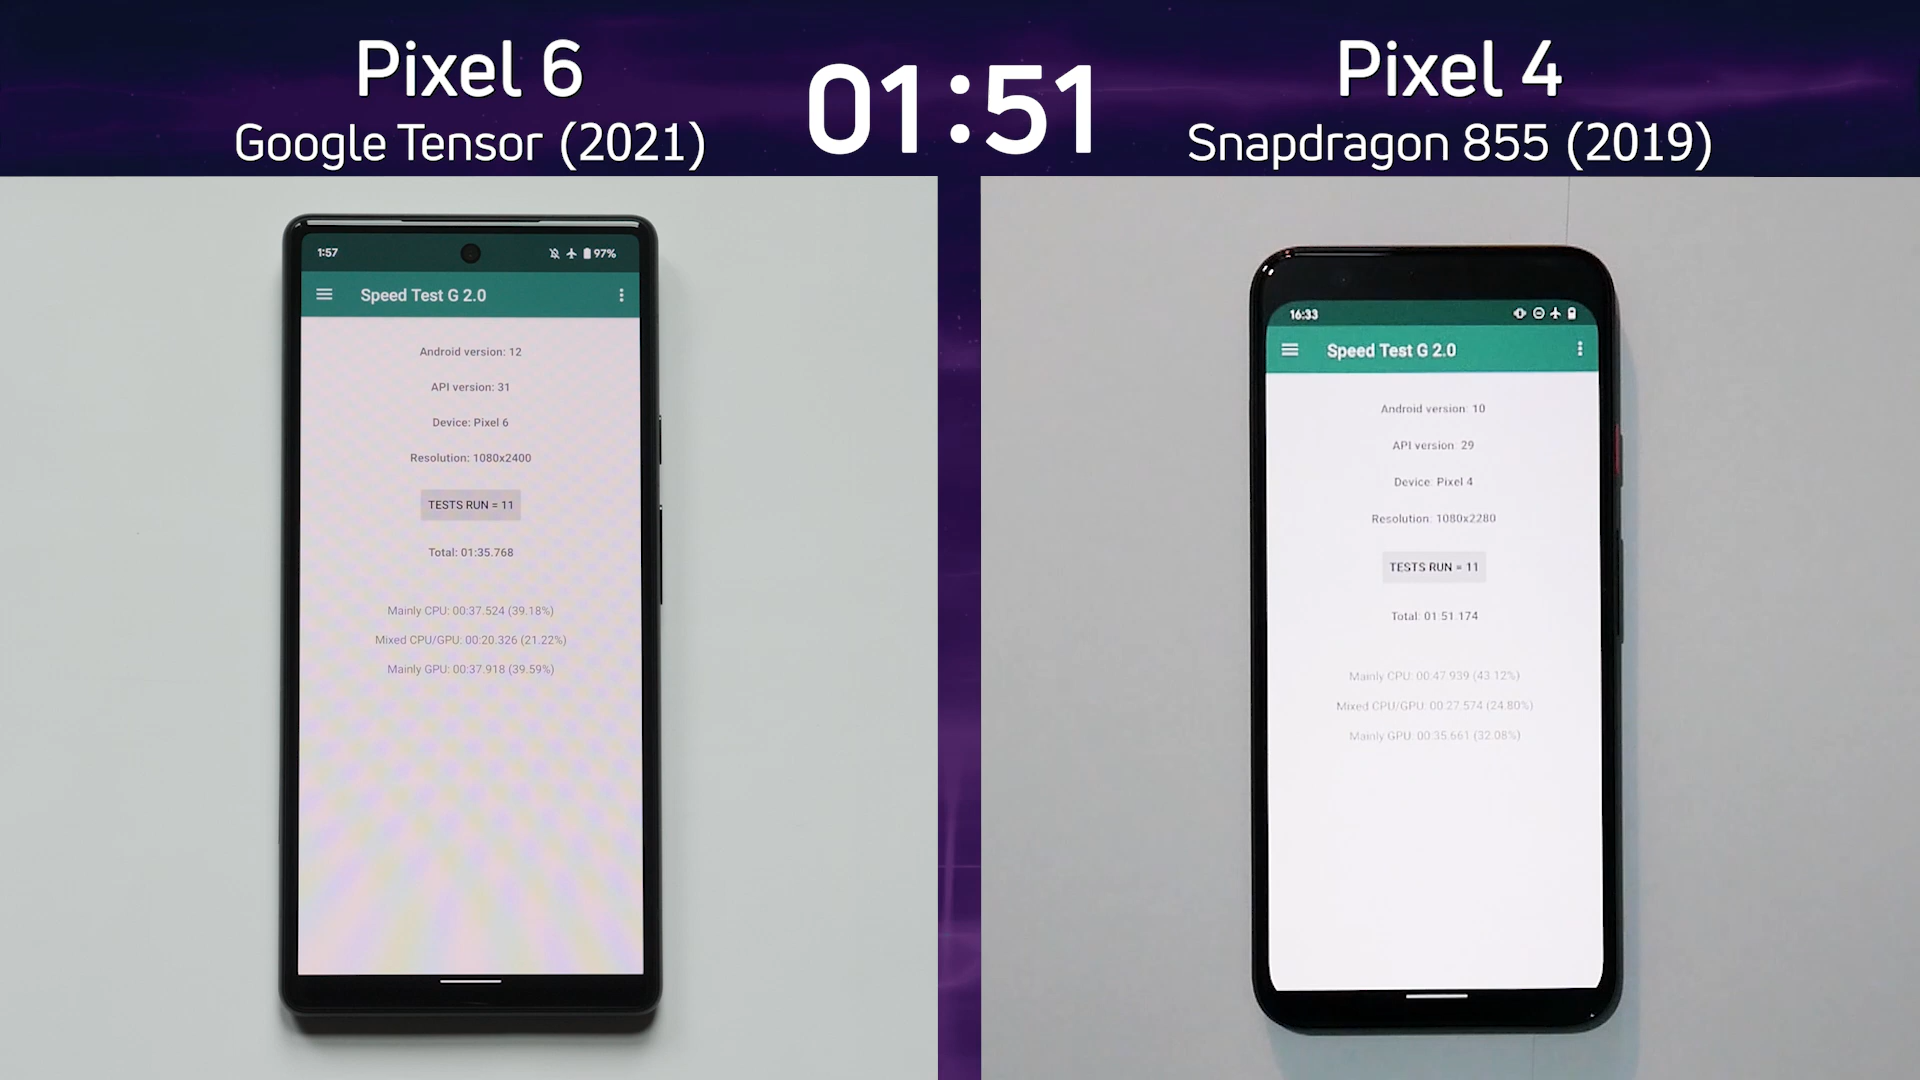 Pixel 6
Google Tensor (2021)
01:51
Pixel 4
Snapdragon 855 (2019)
1:57
97%
Speed Test G 2.0
Android version: 12
API version: 31
Device: Pixel 6
Resolution: 1080x2400
TESTS RUN = 11
Total: 01:35.768
Mainly CPU: 00:37.524 (39.18%)
Mixed CPU/GPU: 00:20.326 (21.22%)
Mainly GPU: 00:37.918 (39.59%)
16:33
Speed Test G 2.0
Android version: 10
API version: 29
Device: Pixel 4
Resolution: 1080x2280
TESTS RUN = 11
Total: 01:51.174
Mainly CPU: 00:47.939 (43.12%)
Mixed CPU/GPU: 00:27.574 (24.80%)
Mainly GPU: 00:35.661 (32.08%)